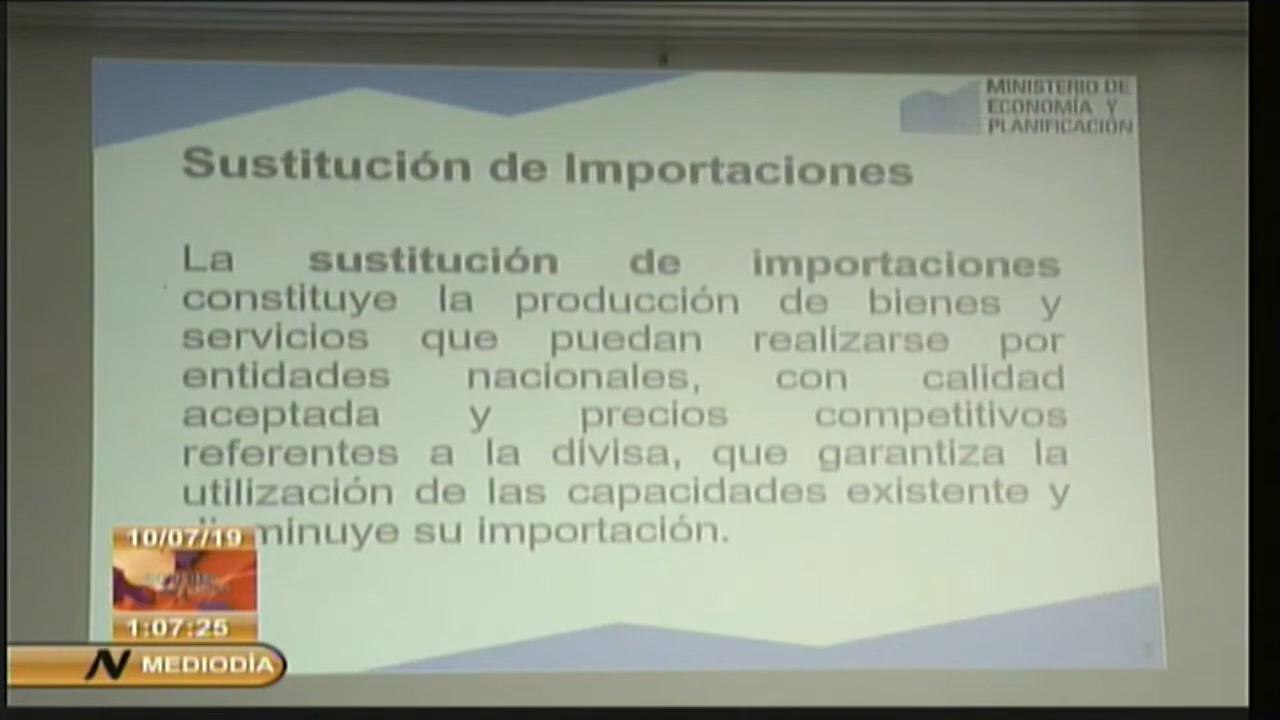 MINISTERIO DE
ECONOMÍA Y
PLANIFICACIÓN
Sustitución de Importaciones
La sustitución de importaciones
constituye la producción de bienes y
servicios que puedan realizarse por
entidades nacionales, con calidad
aceptada y precios competitivos
referentes a la divisa, que garantiza la
utilización de las capacidades existente y
minuye su importación.
10/07/19
1:07:25
N MEDIODÍA